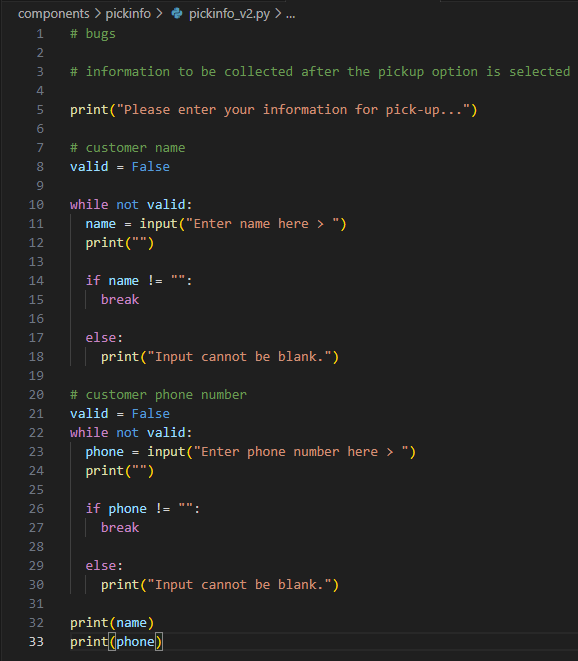 components > pickinfo > pickinfo_v2.py > ...
1 # bugs
2
3 # information to be collected after the pickup option is selected
4
5 print("Please enter your information for pick-up...")
6
7 # customer name
8 valid = False
9
10 while not valid:
11   name = input("Enter name here > ")
12   print("")
13
14   if name != "":
15     break
16
17   else:
18     print("Input cannot be blank.")
19
20 # customer phone number
21 valid = False
22 while not valid:
23   phone = input("Enter phone number here > ")
24   print("")
25
26   if phone != "":
27     break
28
29   else:
30     print("Input cannot be blank.")
31
32 print(name)
33 print(phone)